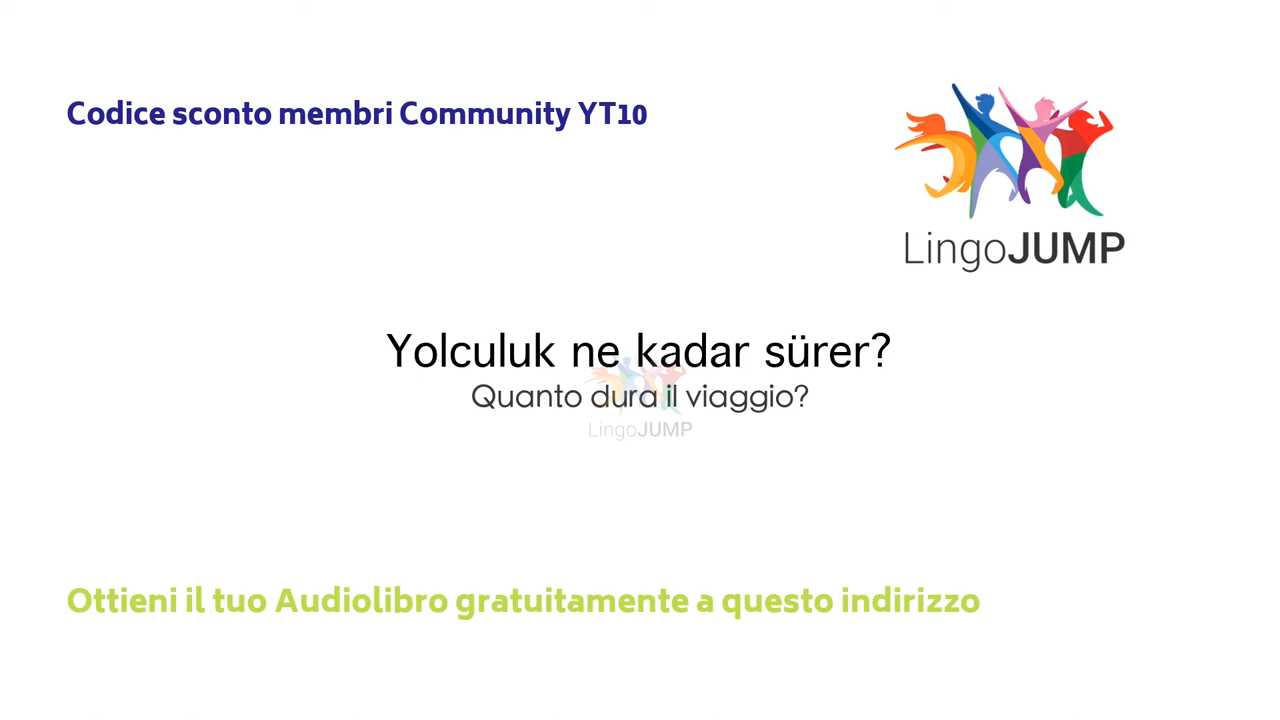 Codice sconto membri Community YT10
LingoJUMP
Yolculuk ne kadar sürer?
Quanto dura il viaggio?
LingoJUMP
Ottieni il tuo Audiolibro gratuitamente a questo indirizzo